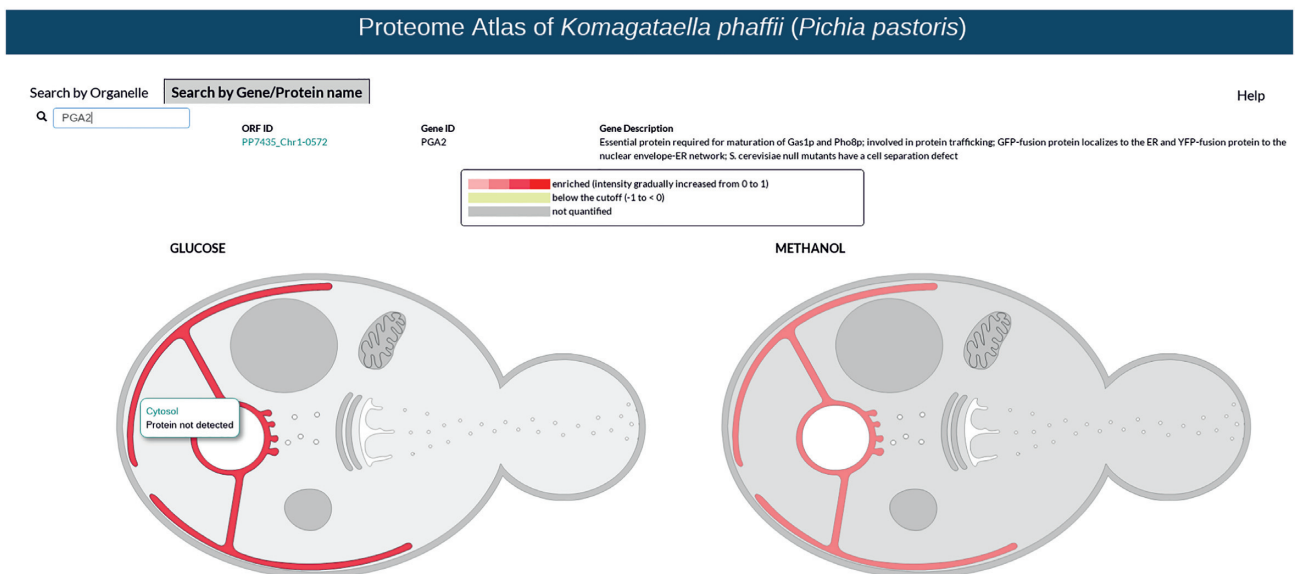 Proteome Atlas of Komagataella phaffii (Pichia pastoris)
Search by Organelle
Search by Gene/Protein name
Help
PGA2
ORF ID
Gene ID
Gene Description
PP7435_Chr1-0572
PGA2
Essential protein required for maturation of Gas1p and Pho8p; involved in protein trafficking; GFP-fusion protein localizes to the ER and YFP-fusion protein to the
nuclear envelope-ER network; S. cerevisiae null mutants have a cell separation defect
enriched (intensity gradually increased from 0 to 1)
below the cutoff (-1 to < 0)
not quantified
GLUCOSE
METHANOL
Cytosol
Protein not detected